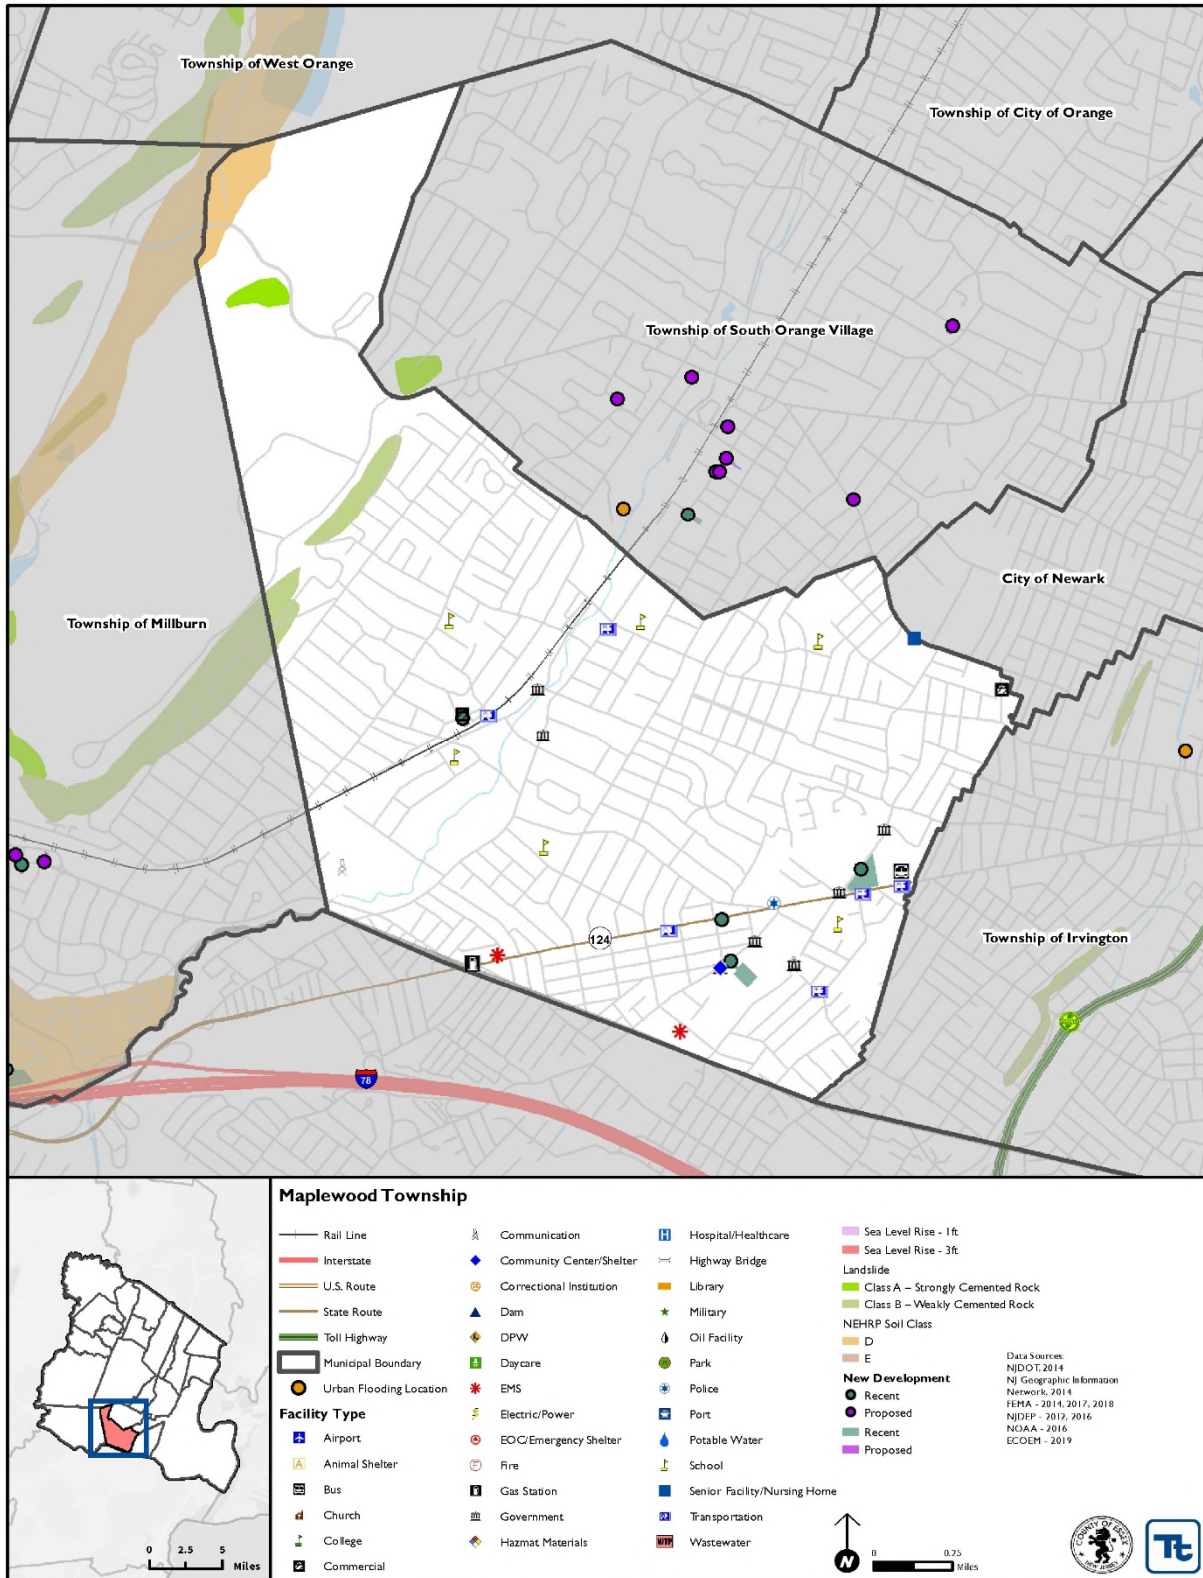 Township of West Orange
Township of City of Orange
Township of South Orange Village
City of Newark
Township of Millburn
124
Township of Irvington
78
Maplewood Township
Rail Line
Interstate
U.S. Route
State Route
Toll Highway
Municipal Boundary
Urban Flooding Location
Facility Type
Airport
A Animal Shelter
Bus
Church
College
Commercial
Communication
Community Center/Shelter
Correctional Institution
Dam
DPW
Daycare
EMS
Electric/Power
EOC/Emergency Shelter
F Fire
Gas Station
Government
Hazmat Materials
H Hospital/Healthcare
Highway Bridge
Library
Military
Oil Facility
Park
Police
Port
Potable Water
School
Senior Facility/Nursing Home
Transportation
WTP Wastewater
Sea Level Rise - 1ft
Sea Level Rise - 3ft
Landslide
Class A – Strongly Cemented Rock
Class B – Weakly Cemented Rock
NEHRP Soil Class
D
E
New Development
Recent
Proposed
Recent
Proposed
Data Sources:
NJDOT, 2014
NJ Geographic Information
Network, 2014
FEMA - 2014, 2017, 2018
NJDEP - 2012, 2016
NOAA - 2016
ECOEM - 2019
0 2.5 5
Miles
N
0 0.25
Miles
COUNTY OF ESSEX
NEW JERSEY
Tt